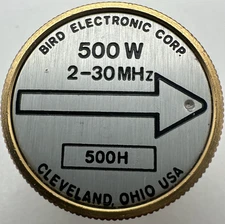 BIRD ELECTRONIC CORP.
500 W
2-30 MHz
500H
CLEVELAND, OHIO USA